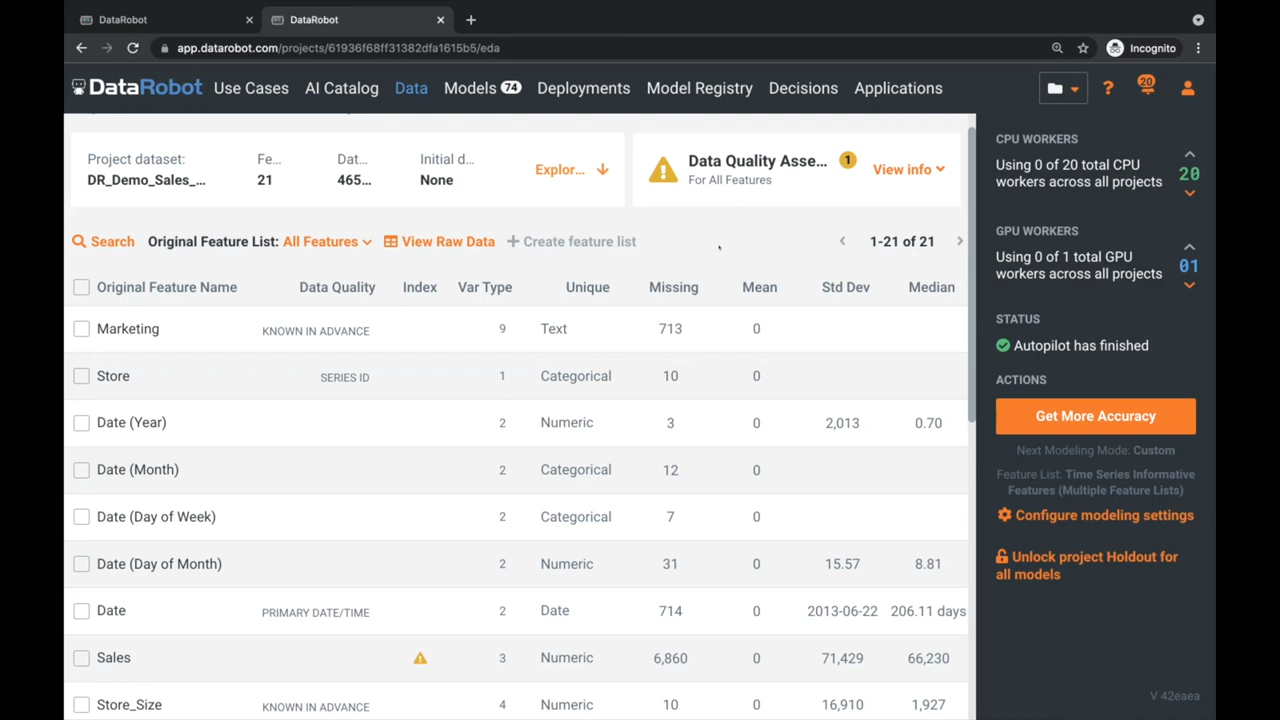 DataRobot
DataRobot
app.datarobot.com/projects/61936f68ff31382dfa1615b5/eda
Incognito
DataRobot Use Cases AI Catalog Data Models 74 Deployments Model Registry Decisions Applications 20
Project dataset: Fe... Dat... Initial d...
DR_Demo_Sales_... 21 465... None
Explor...
Data Quality Asse... 1
For All Features
View info
Search Original Feature List: All Features View Raw Data + Create feature list 1-21 of 21
Original Feature Name Data Quality Index Var Type Unique Missing Mean Std Dev Median
Marketing KNOWN IN ADVANCE 9 Text 713 0
Store SERIES ID 1 Categorical 10 0
Date (Year) 2 Numeric 3 0 2,013 0.70
Date (Month) 2 Categorical 12 0
Date (Day of Week) 2 Categorical 7 0
Date (Day of Month) 2 Numeric 31 0 15.57 8.81
Date PRIMARY DATE/TIME 2 Date 714 0 2013-06-22 206.11 days
Sales 3 Numeric 6,860 0 71,429 66,230
Store_Size KNOWN IN ADVANCE 4 Numeric 10 0 16,910 1,927
CPU WORKERS
Using 0 of 20 total CPU
workers across all projects
20
GPU WORKERS
Using 0 of 1 total GPU
workers across all projects
01
STATUS
Autopilot has finished
ACTIONS
Get More Accuracy
Next Modeling Mode: Custom
Feature List: Time Series Informative
Features (Multiple Feature Lists)
Configure modeling settings
Unlock project Holdout for
all models
V 42eaea